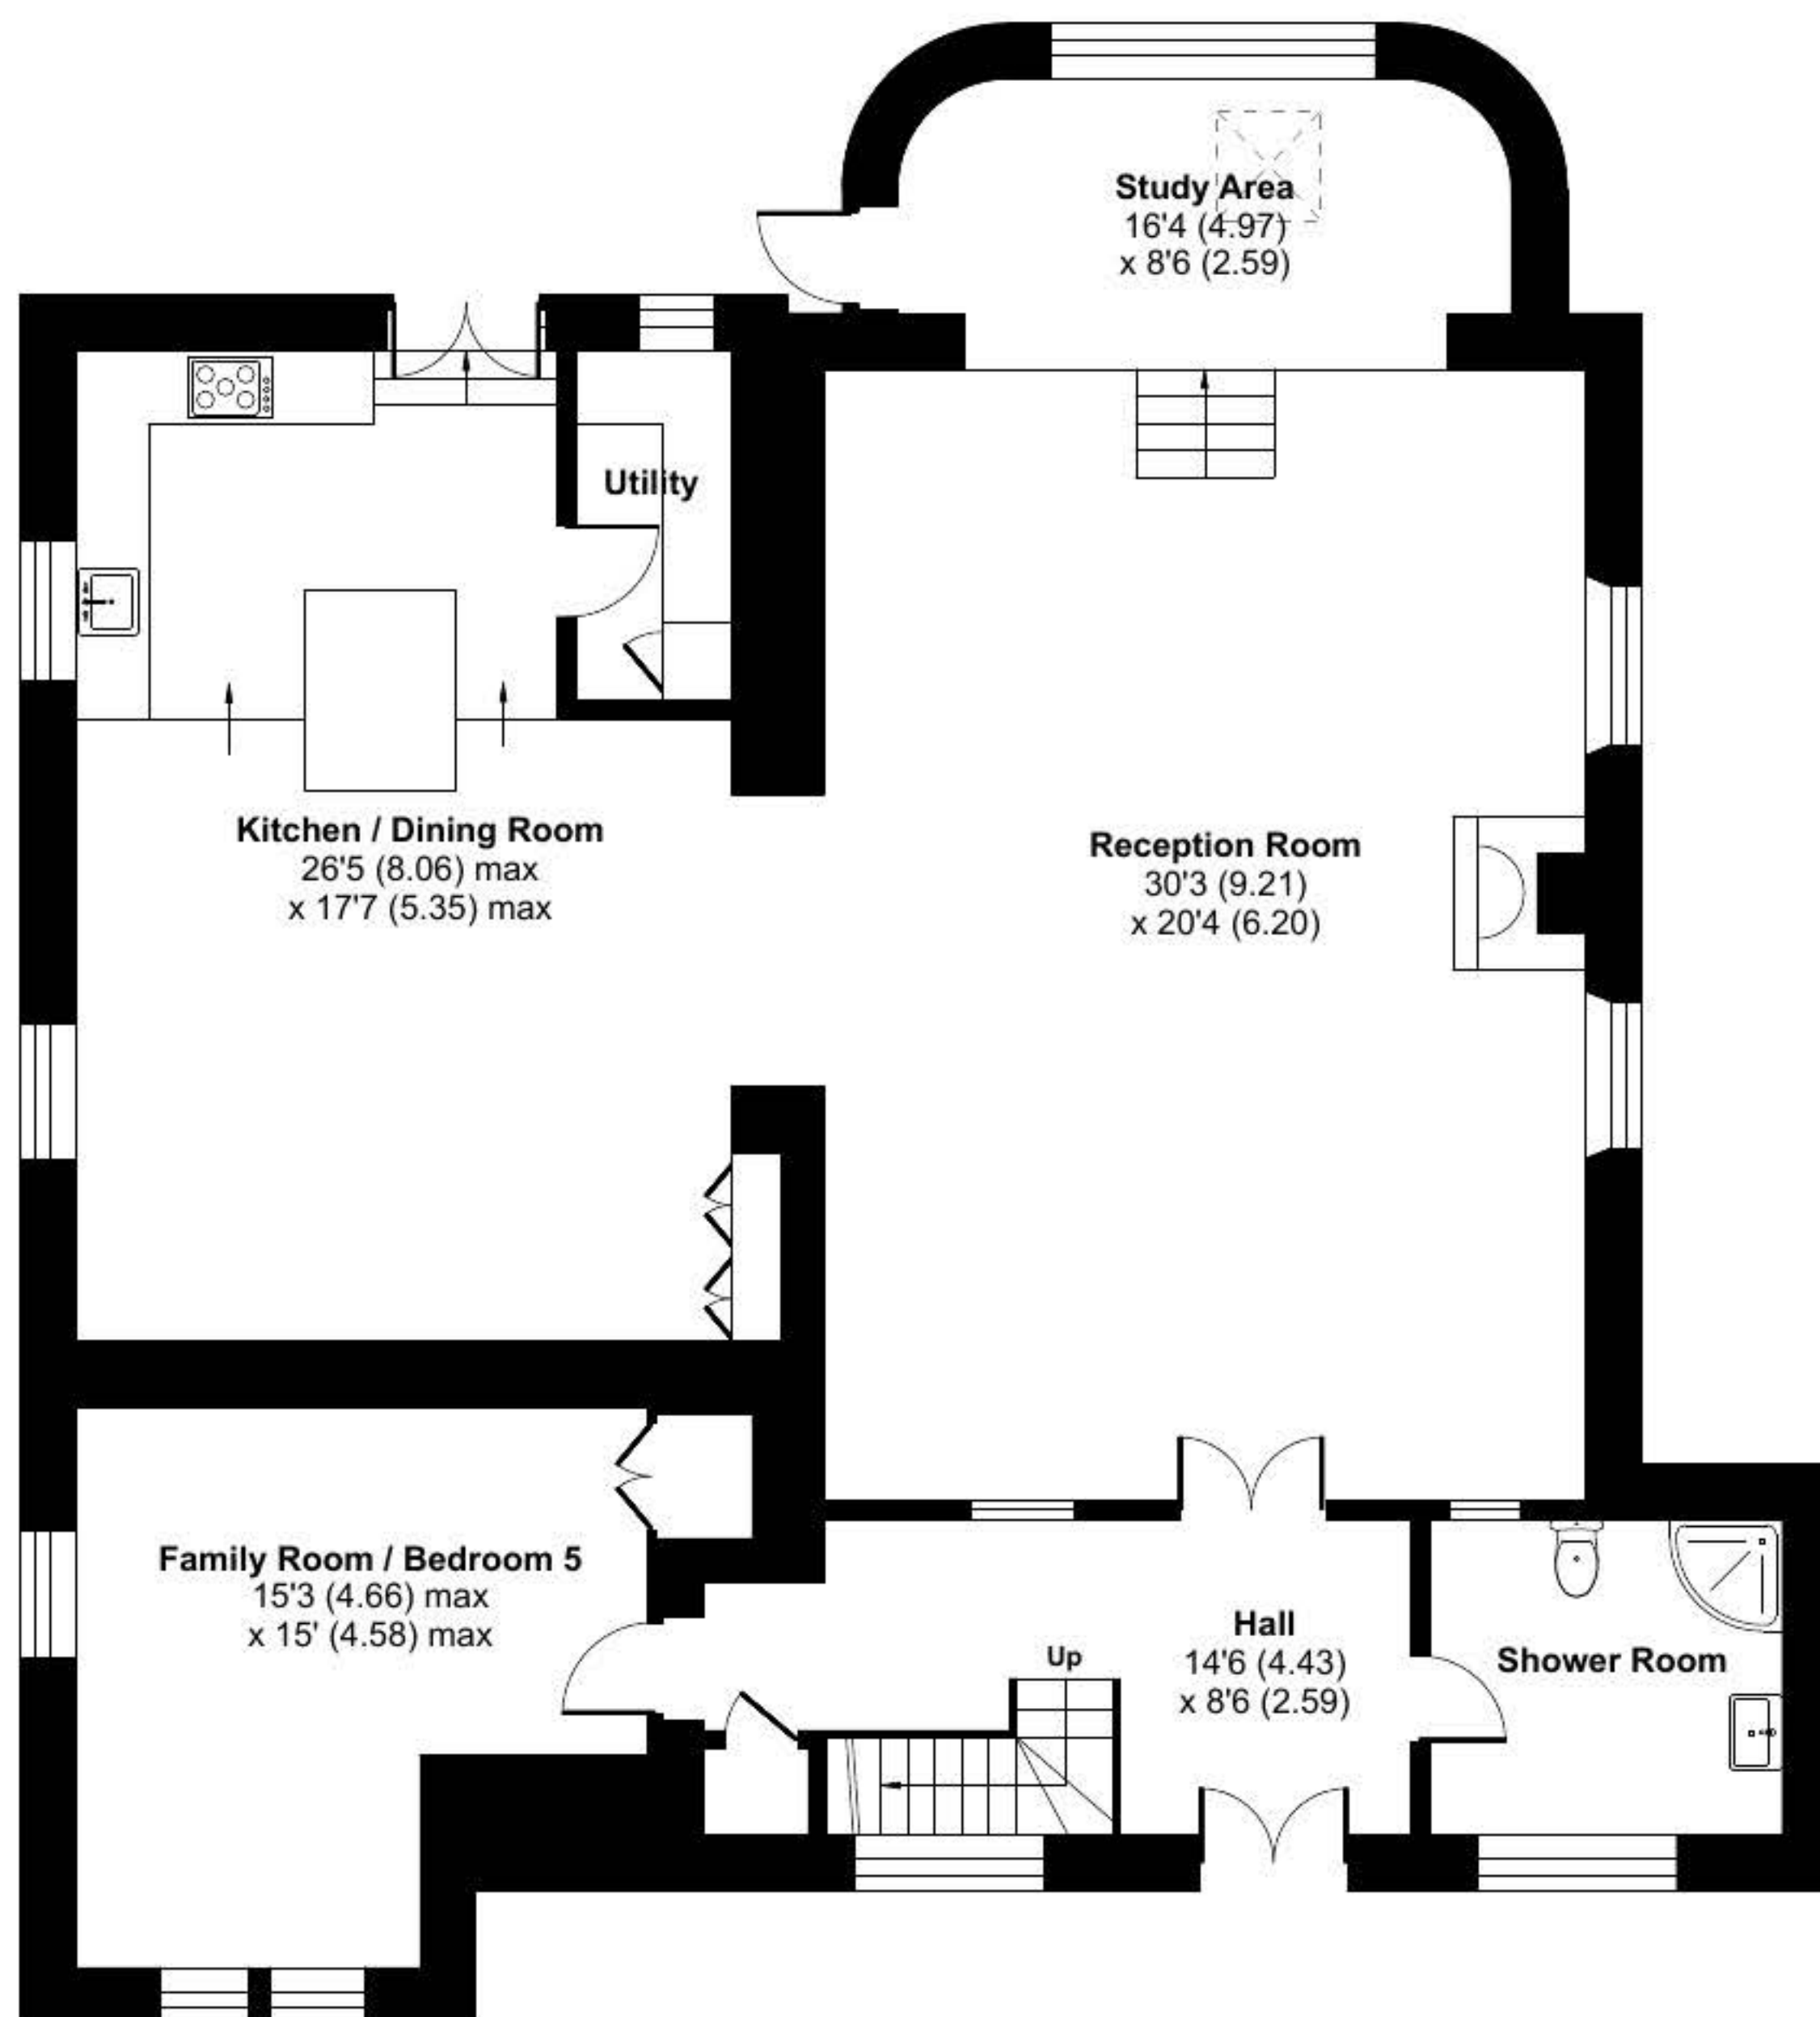 Study Area
16'4 (4.97)
x 8'6 (2.59)
Utility
Kitchen / Dining Room
26'5 (8.06) max
x 17'7 (5.35) max
Reception Room
30'3 (9.21)
x 20'4 (6.20)
Family Room / Bedroom 5
15'3 (4.66) max
x 15' (4.58) max
Up
Hall
14'6 (4.43)
x 8'6 (2.59)
Shower Room